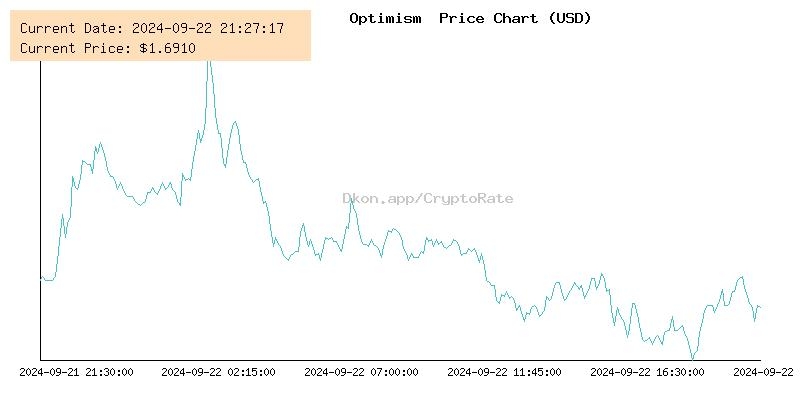 Optimism  Price Chart (USD)
Current Date: 2024-09-22 21:27:17
Current Price: $1.6910
Dkon.app/CryptoRate
2024-09-21 21:30:00 2024-09-22 02:15:00 2024-09-22 07:00:00 2024-09-22 11:45:00 2024-09-22 16:30:00 2024-09-22